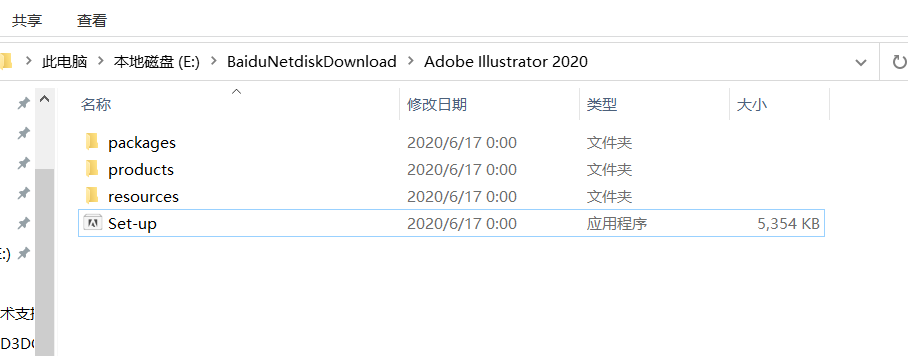 共享 查看
此电脑 本地磁盘 (E:) BaiduNetdiskDownload Adobe Illustrator 2020
名称 修改日期 类型 大小
packages 2020/6/17 0:00 文件夹
products 2020/6/17 0:00 文件夹
resources 2020/6/17 0:00 文件夹
Set-up 2020/6/17 0:00 应用程序 5,354 KB
E:)
术支持
D3D